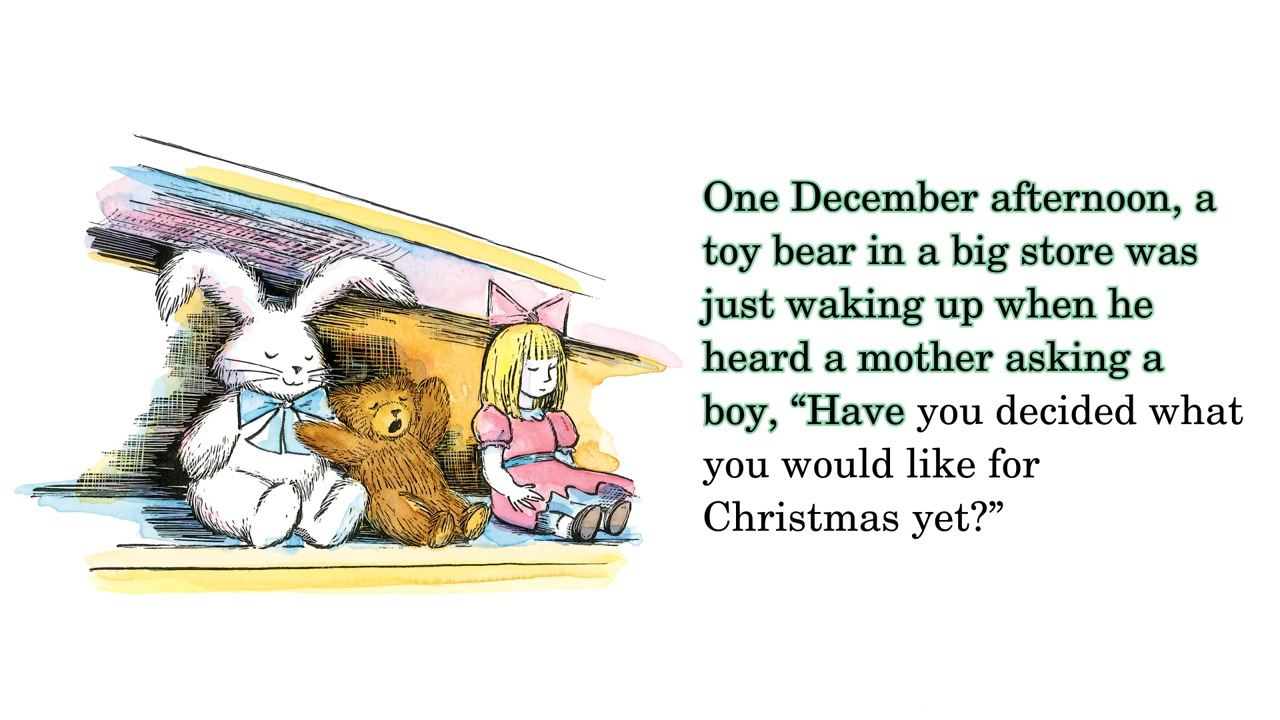 One December afternoon, a
toy bear in a big store was
just waking up when he
heard a mother asking a
boy, “Have you decided what
you would like for
Christmas yet?”